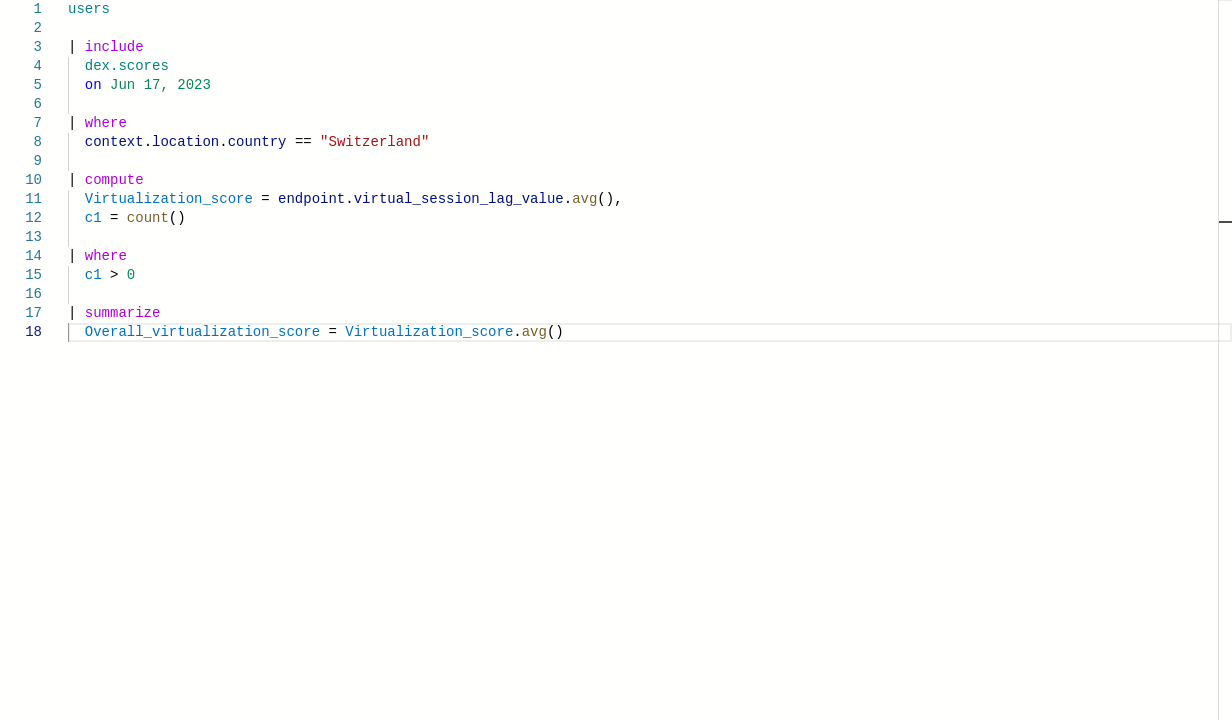 1 users
2
3 | include
4 dex.scores
5 on Jun 17, 2023
6
7 | where
8 context.location.country == "Switzerland"
9
10 | compute
11 Virtualization_score = endpoint.virtual_session_lag_value.avg(),
12 c1 = count()
13
14 | where
15 c1 > 0
16
17 | summarize
18 Overall_virtualization_score = Virtualization_score.avg()